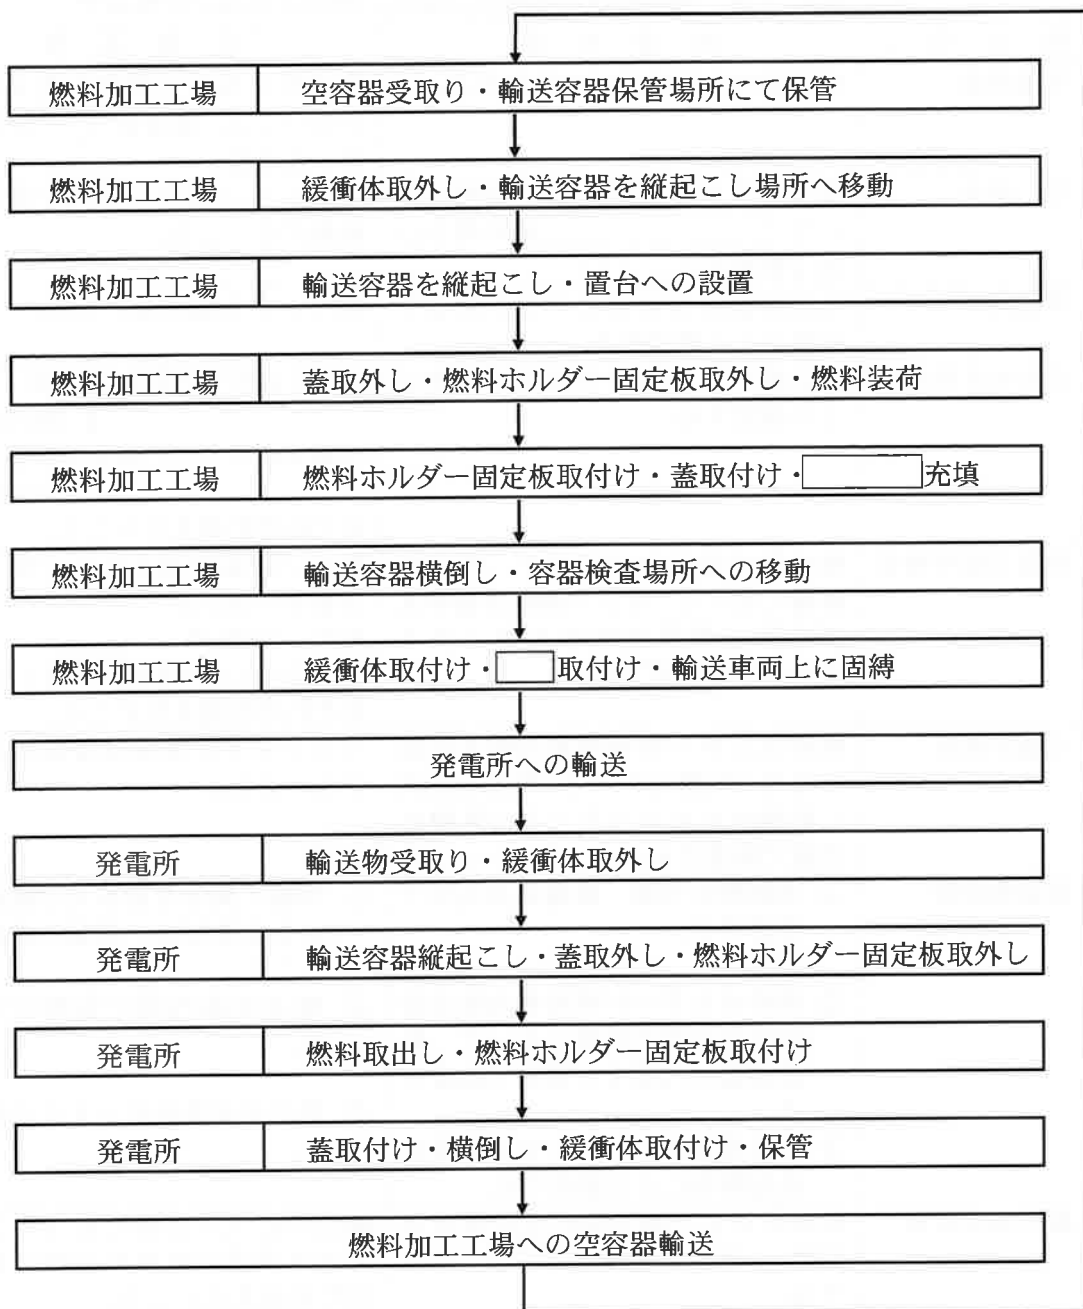 燃料加工工場 空容器受取り・輸送容器保管場所にて保管
燃料加工工場 緩衝体取外し・輸送容器を縦起こし場所へ移動
燃料加工工場 輸送容器を縦起こし・置台への設置
燃料加工工場 蓋取外し・燃料ホルダー固定板取外し・燃料装荷
燃料加工工場 燃料ホルダー固定板取付け・蓋取付け・充填
燃料加工工場 輸送容器横倒し・容器検査場所への移動
燃料加工工場 緩衝体取付け・取付け・輸送車両上に固縛
発電所への輸送
発電所 輸送物受取り・緩衝体取外し
発電所 輸送容器縦起こし・蓋取外し・燃料ホルダー固定板取外し
発電所 燃料取出し・燃料ホルダー固定板取付け
発電所 蓋取付け・横倒し・緩衝体取付け・保管
燃料加工工場への空容器輸送